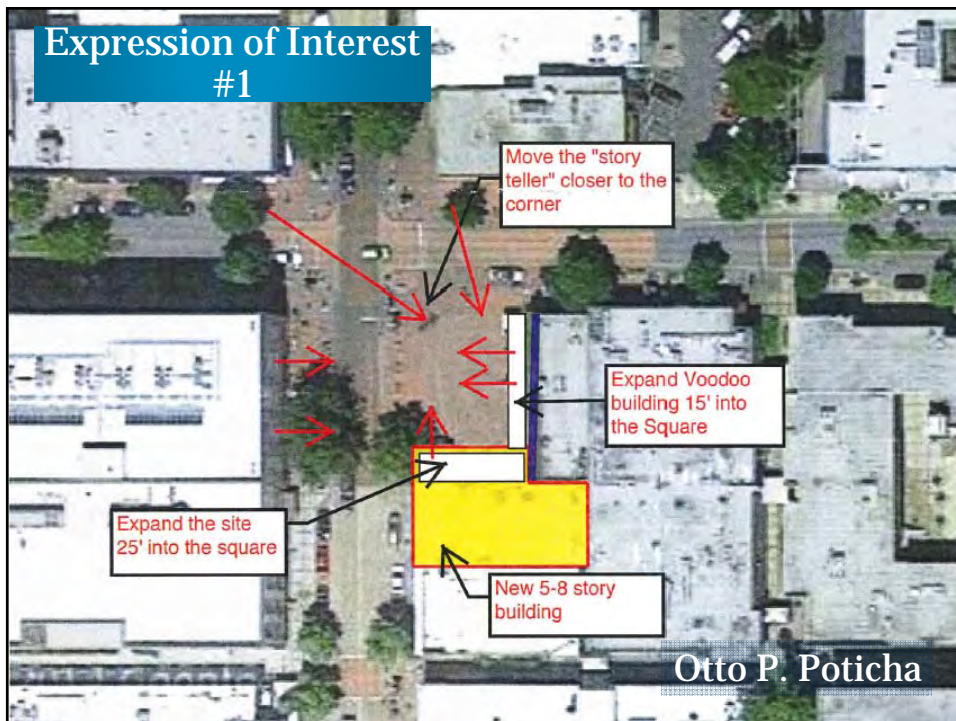 Expression of Interest
#1
Move the "story
teller" closer to the
corner
Expand Voodoo
building 15' into
the Square
Expand the site
25' into the square
New 5-8 story
building
Otto P. Poticha